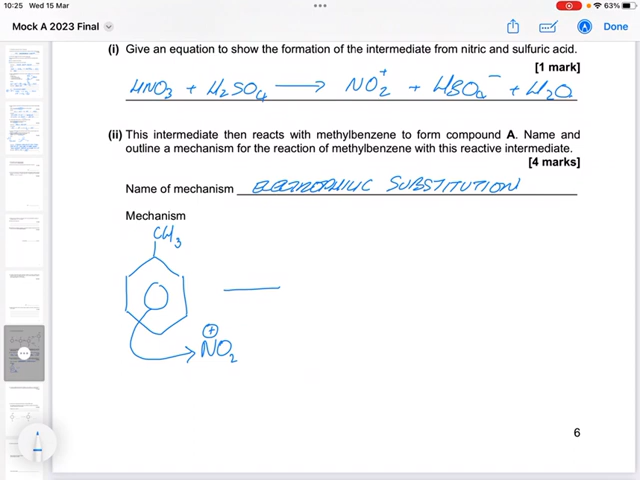 10:25 Wed 15 Mar
63%
Mock A 2023 Final
Done
(i) Give an equation to show the formation of the intermediate from nitric and sulfuric acid.
[1 mark]
HNO₃ + H₂SO₄ → NO₂⁺ + HSO₄⁻ + H₂O
(ii) This intermediate then reacts with methylbenzene to form compound A. Name and
outline a mechanism for the reaction of methylbenzene with this reactive intermediate.
[4 marks]
Name of mechanism ELECTROPHILIC SUBSTITUTION
Mechanism
CH₃
+
NO₂
6